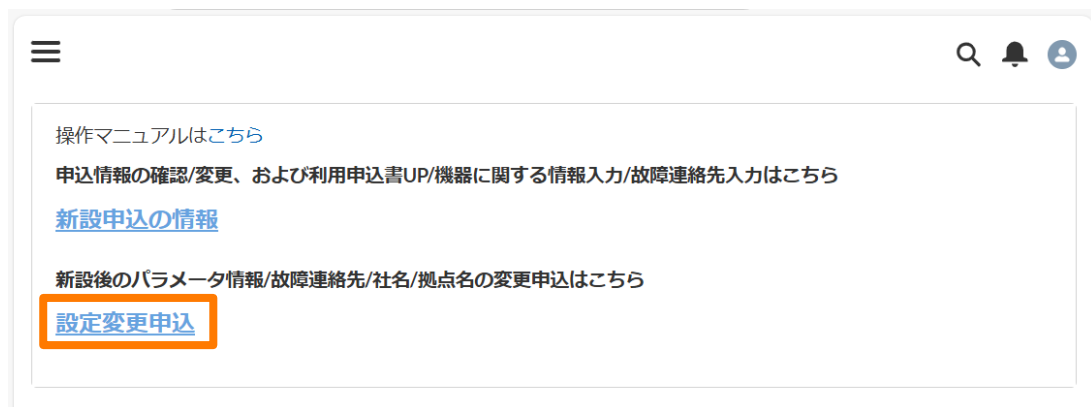 操作マニュアルはこちら
申込情報の確認/変更、および利用申込書UP/機器に関する情報入力/故障連絡先入力はこちら
新設申込の情報
新設後のパラメータ情報/故障連絡先/社名/拠点名の変更申込はこちら
設定変更申込